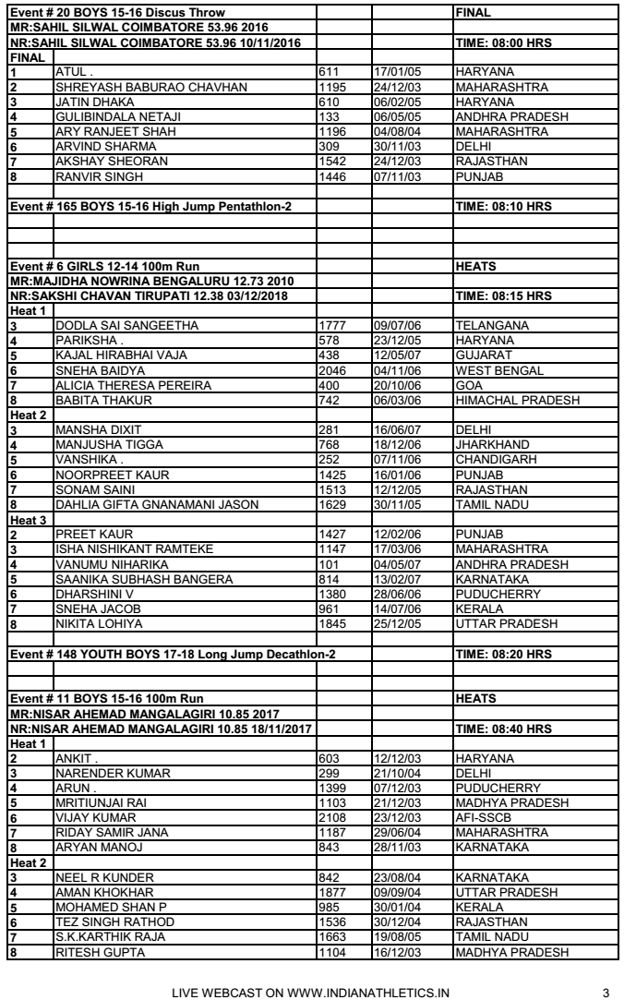 Event # 20 BOYS 15-16 Discus Throw FINAL
MR:SAHIL SILWAL COIMBATORE 53.96 2016
NR:SAHIL SILWAL COIMBATORE 53.96 10/11/2016 TIME: 08:00 HRS
FINAL
1 ATUL . 611 17/01/05 HARYANA
2 SHREYASH BABURAO CHAVHAN 1195 24/12/03 MAHARASHTRA
3 JATIN DHAKA 610 06/02/05 HARYANA
4 GULIBINDALA NETAJI 133 06/05/05 ANDHRA PRADESH
5 ARY RANJEET SHAH 1196 04/08/04 MAHARASHTRA
6 ARVIND SHARMA 309 30/11/03 DELHI
7 AKSHAY SHEORAN 1542 24/12/03 RAJASTHAN
8 RANVIR SINGH 1446 07/11/03 PUNJAB
Event # 165 BOYS 15-16 High Jump Pentathlon-2 TIME: 08:10 HRS
Event # 6 GIRLS 12-14 100m Run HEATS
MR:MAJIDHA NOWRINA BENGALURU 12.73 2010
NR:SAKSHI CHAVAN TIRUPATI 12.38 03/12/2018 TIME: 08:15 HRS
Heat 1
3 DODLA SAI SANGEETHA 1777 09/07/06 TELANGANA
4 PARIKSHA . 578 23/12/05 HARYANA
5 KAJAL HIRABHAI VAJA 438 12/05/07 GUJARAT
6 SNEHA BAIDYA 2046 04/11/06 WEST BENGAL
7 ALICIA THERESA PEREIRA 400 20/10/06 GOA
8 BABITA THAKUR 742 06/03/06 HIMACHAL PRADESH
Heat 2
3 MANSHA DIXIT 281 16/06/07 DELHI
4 MANJUSHA TIGGA 768 18/12/06 JHARKHAND
5 VANSHIKA . 252 07/11/06 CHANDIGARH
6 NOORPREET KAUR 1425 16/01/06 PUNJAB
7 SONAM SAINI 1513 12/12/05 RAJASTHAN
8 DAHLIA GIFTA GNANAMANI JASON 1629 30/11/05 TAMIL NADU
Heat 3
2 PREET KAUR 1427 12/02/06 PUNJAB
3 ISHA NISHIKANT RAMTEKE 1147 17/03/06 MAHARASHTRA
4 VANUMU NIHARIKA 101 04/05/07 ANDHRA PRADESH
5 SAANIKA SUBHASH BANGERA 814 13/02/07 KARNATAKA
6 DHARSHINI V 1380 28/06/06 PUDUCHERRY
7 SNEHA JACOB 961 14/07/06 KERALA
8 NIKITA LOHIYA 1845 25/12/05 UTTAR PRADESH
Event # 148 YOUTH BOYS 17-18 Long Jump Decathlon-2 TIME: 08:20 HRS
Event # 11 BOYS 15-16 100m Run HEATS
MR:NISAR AHEMAD MANGALAGIRI 10.85 2017
NR:NISAR AHEMAD MANGALAGIRI 10.85 18/11/2017 TIME: 08:40 HRS
Heat 1
2 ANKIT . 603 12/12/03 HARYANA
3 NARENDER KUMAR 299 21/10/04 DELHI
4 ARUN . 1399 07/12/03 PUDUCHERRY
5 MRITIUNJAI RAI 1103 21/12/03 MADHYA PRADESH
6 VIJAY KUMAR 2108 23/12/03 AFI-SSCB
7 RIDAY SAMIR JANA 1187 29/06/04 MAHARASHTRA
8 ARYAN MANOJ 843 28/11/03 KARNATAKA
Heat 2
3 NEEL R KUNDER 842 23/08/04 KARNATAKA
4 AMAN KHOKHAR 1877 09/09/04 UTTAR PRADESH
5 MOHAMED SHAN P 985 30/01/04 KERALA
6 TEZ SINGH RATHOD 1536 30/12/04 RAJASTHAN
7 S.K.KARTHIK RAJA 1663 19/08/05 TAMIL NADU
8 RITESH GUPTA 1104 16/12/03 MADHYA PRADESH
LIVE WEBCAST ON WWW.INDIANATHLETICS.IN 3